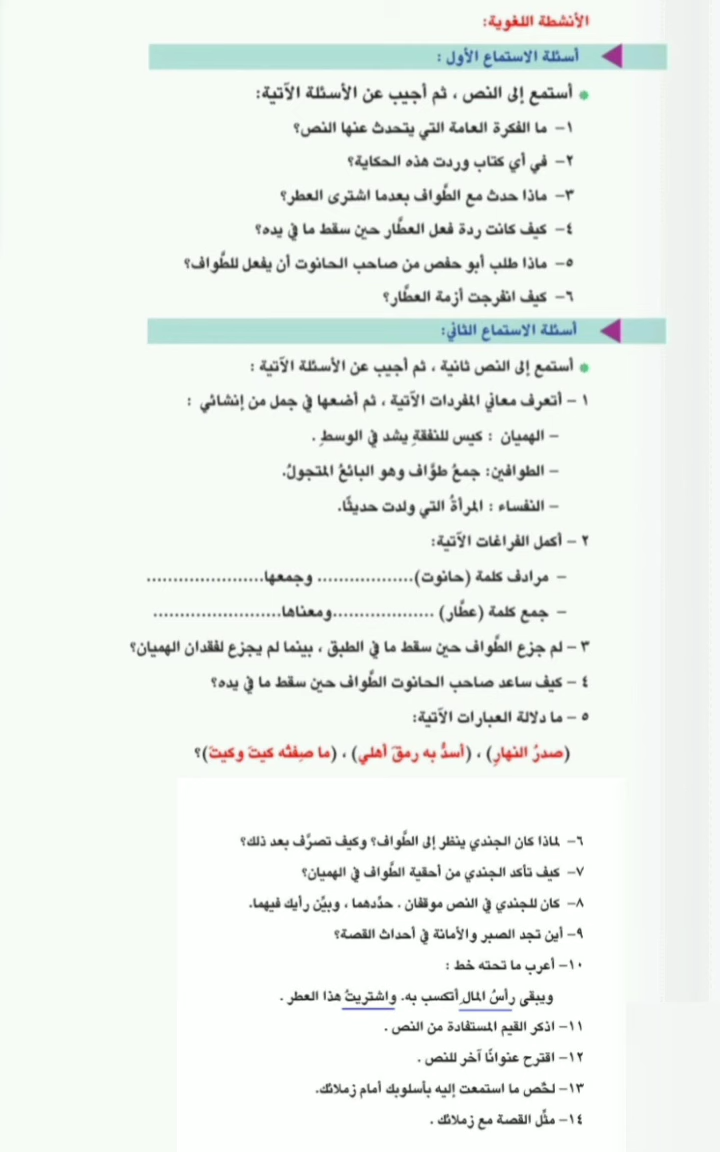 الأنشطة اللغوية:
أسئلة الاستماع الأول :
أستمع إلى النص ، ثم أجيب عن الأسئلة الآتية:
١- ما الفكرة العامة التي يتحدث عنها النص؟
٢- في أي كتاب وردت هذه الحكاية؟
٣- ماذا حدث مع الطَّواف بعدما اشترى العطر؟
٤- كيف كانت ردة فعل العطَّار حين سقط ما في يده؟
٥- ماذا طلب أبو حفص من صاحب الحانوت أن يفعل للطَّواف؟
٦- كيف انفرجت أزمة العطَّار؟
أسئلة الاستماع الثاني:
أستمع إلى النص ثانية ، ثم أجيب عن الأسئلة الآتية :
١ - أتعرف معاني المفردات الآتية ، ثم أضعها في جمل من إنشائي :
- الهميان : كيس للنفقةِ يشد في الوسطِ .
- الطوافين: جمعُ طوَّاف وهو البائعُ المتجولُ.
- النفساء : المرأةُ التي ولدت حديثًا.
٢ - أكمل الفراغات الآتية:
- مرادف كلمة (حانوت).................. وجمعها......................
- جمع كلمة (عطَّار) ...................ومعناها........................
٣ - لم جزع الطَّواف حين سقط ما في الطبق ، بينما لم يجزع لفقدان الهميان؟
٤ - كيف ساعد صاحب الحانوت الطَّواف حين سقط ما في يده؟
٥ - ما دلالة العبارات الآتية:
(صدرُ النهارِ) ، (أسدُّ به رمقَ أهلي) ، (ما صِفتُه كيتَ وكيتَ)؟
٦- لماذا كان الجندي ينظر إلى الطَّواف؟ وكيف تصرَّف بعد ذلك؟
٧- كيف تأكد الجندي من أحقية الطَّواف في الهميان؟
٨- كان للجندي في النص موقفان . حدِّدهما ، وبيِّن رأيك فيهما.
٩- أين تجد الصبر والأمانة في أحداث القصة؟
١٠- أعرب ما تحته خط :
ويبقى رأسُ المالِ أتكسب به. واشتريتُ هذا العطر .
١١- اذكر القيم المستفادة من النص .
١٢- اقترح عنوانًا آخر للنص .
١٣- لخِّص ما استمعت إليه بأسلوبك أمام زملائك.
١٤- مثِّل القصة مع زملائك .